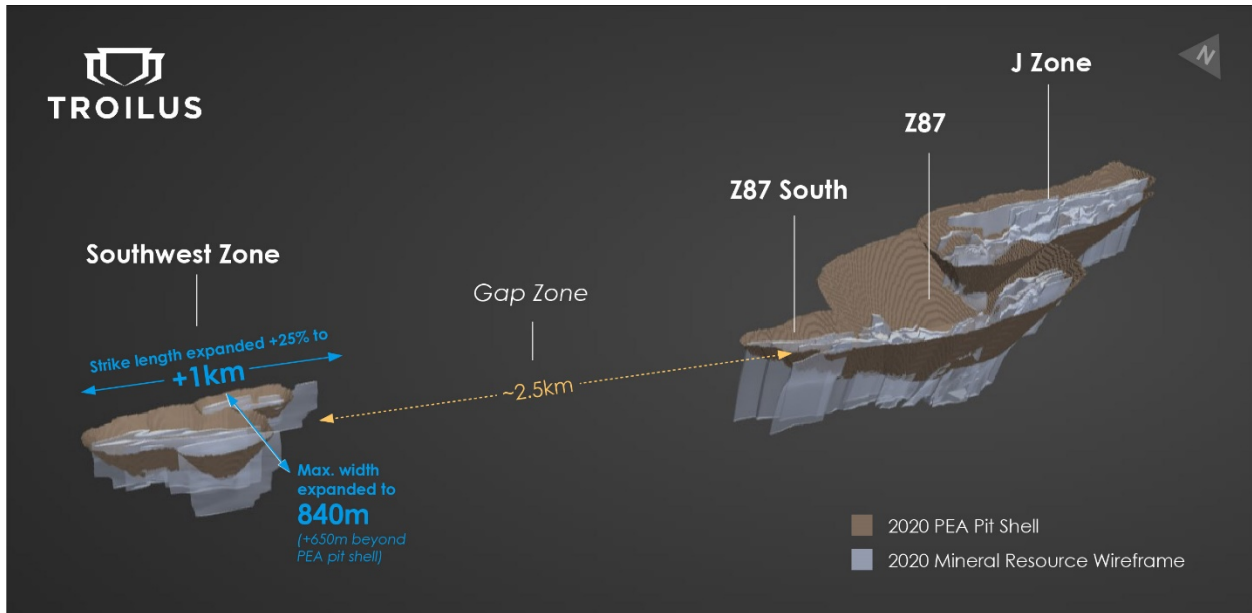 TROILUS
N
J Zone
Z87
Z87 South
Southwest Zone
Gap Zone
Strike length expanded +25% to
+1km
~2.5km
Max. width
expanded to
840m
(+650m beyond
PEA pit shell)
2020 PEA Pit Shell
2020 Mineral Resource Wireframe